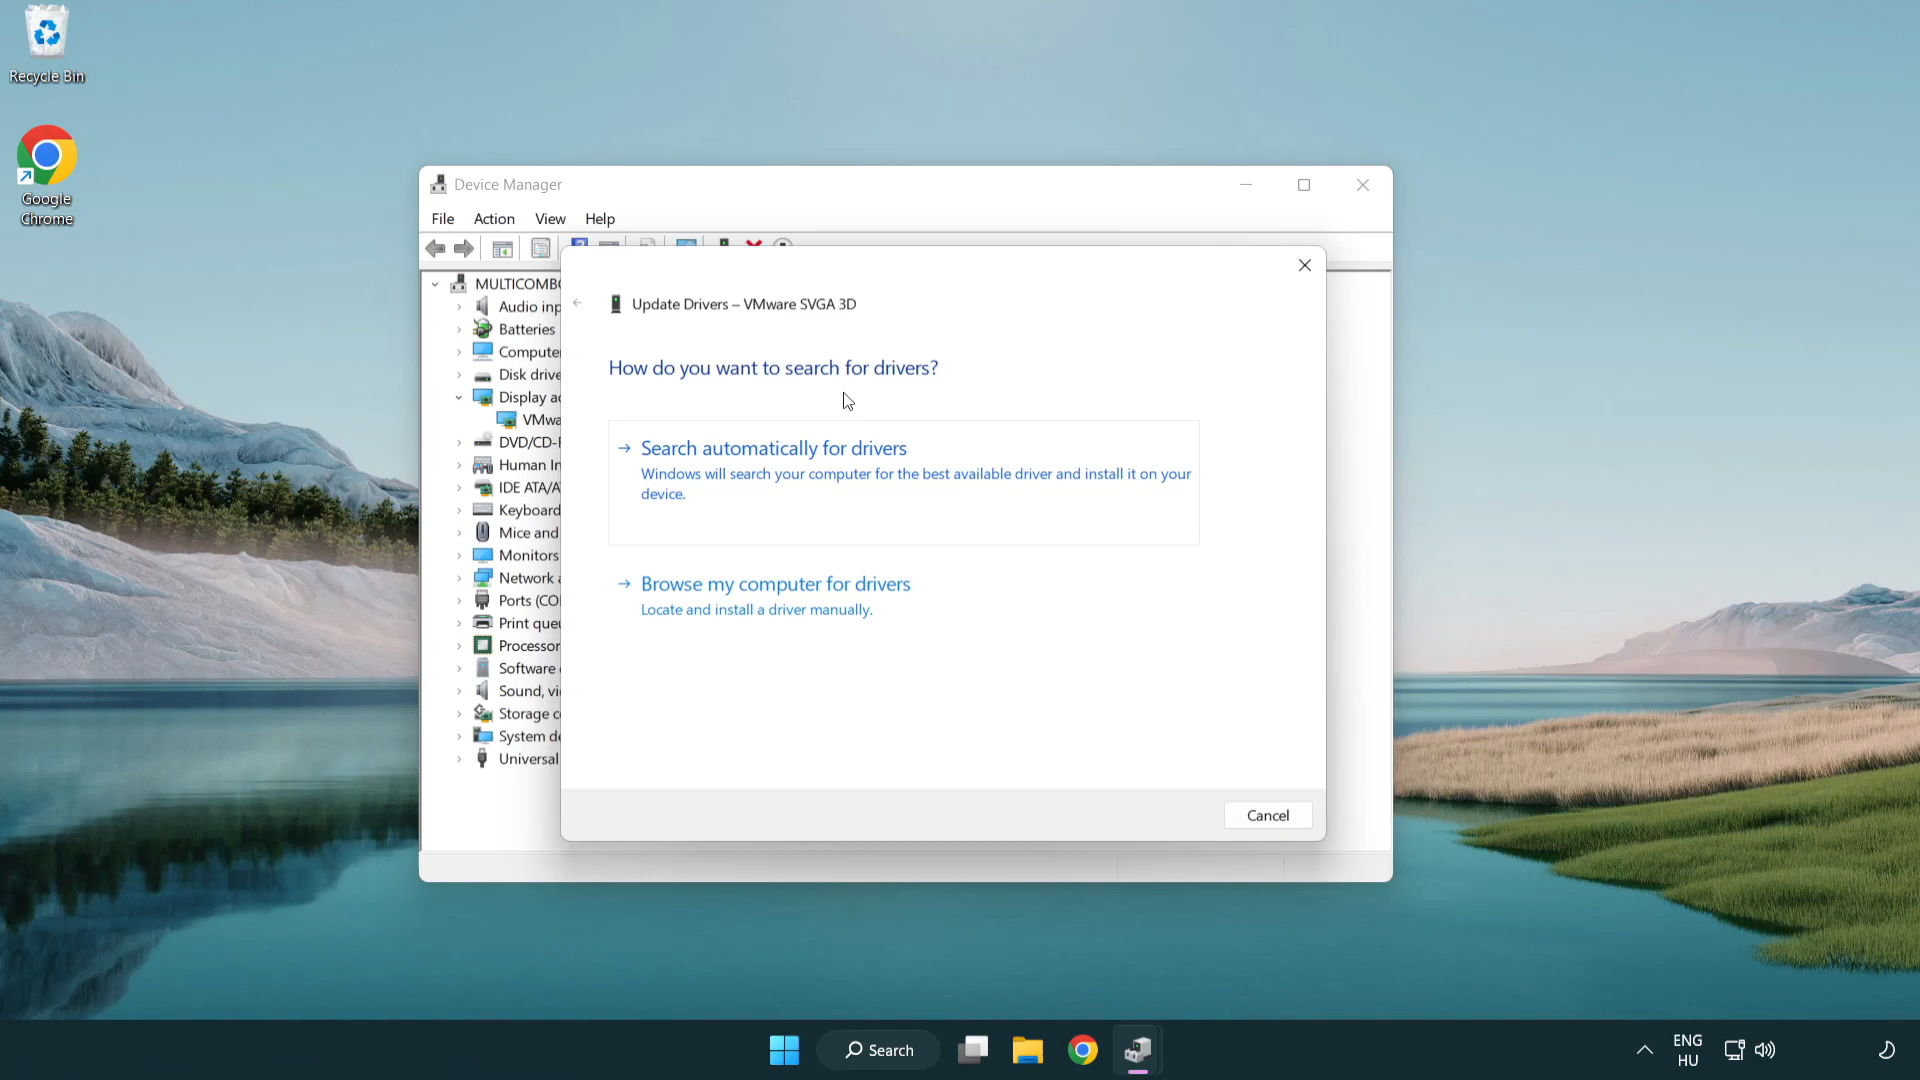 Recycle Bin
Google
Chrome
Device Manager
File Action View Help
MULTICOMB
Audio inp
Batteries
Compute
Disk drive
Display a
VMwa
DVD/CD-
Human In
IDE ATA/A
Keyboard
Mice and
Monitors
Network a
Ports (CO
Print queu
Processor
Software
Sound, vi
Storage c
System de
Universal
Update Drivers – VMware SVGA 3D
How do you want to search for drivers?
Search automatically for drivers
Windows will search your computer for the best available driver and install it on your
device.
Browse my computer for drivers
Locate and install a driver manually.
Cancel
Search
ENG
HU